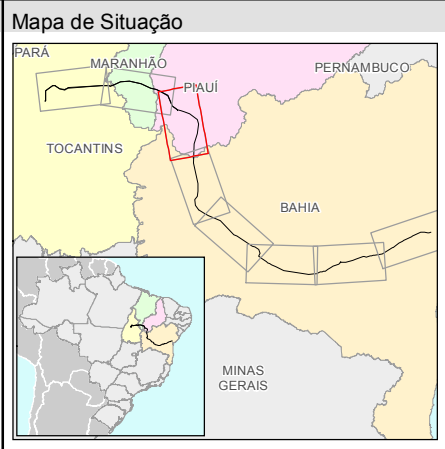 Mapa de Situação
PARÁ
MARANHÃO
PERNAMBUCO
PIAUÍ
TOCANTINS
BAHIA
MINAS
GERAIS